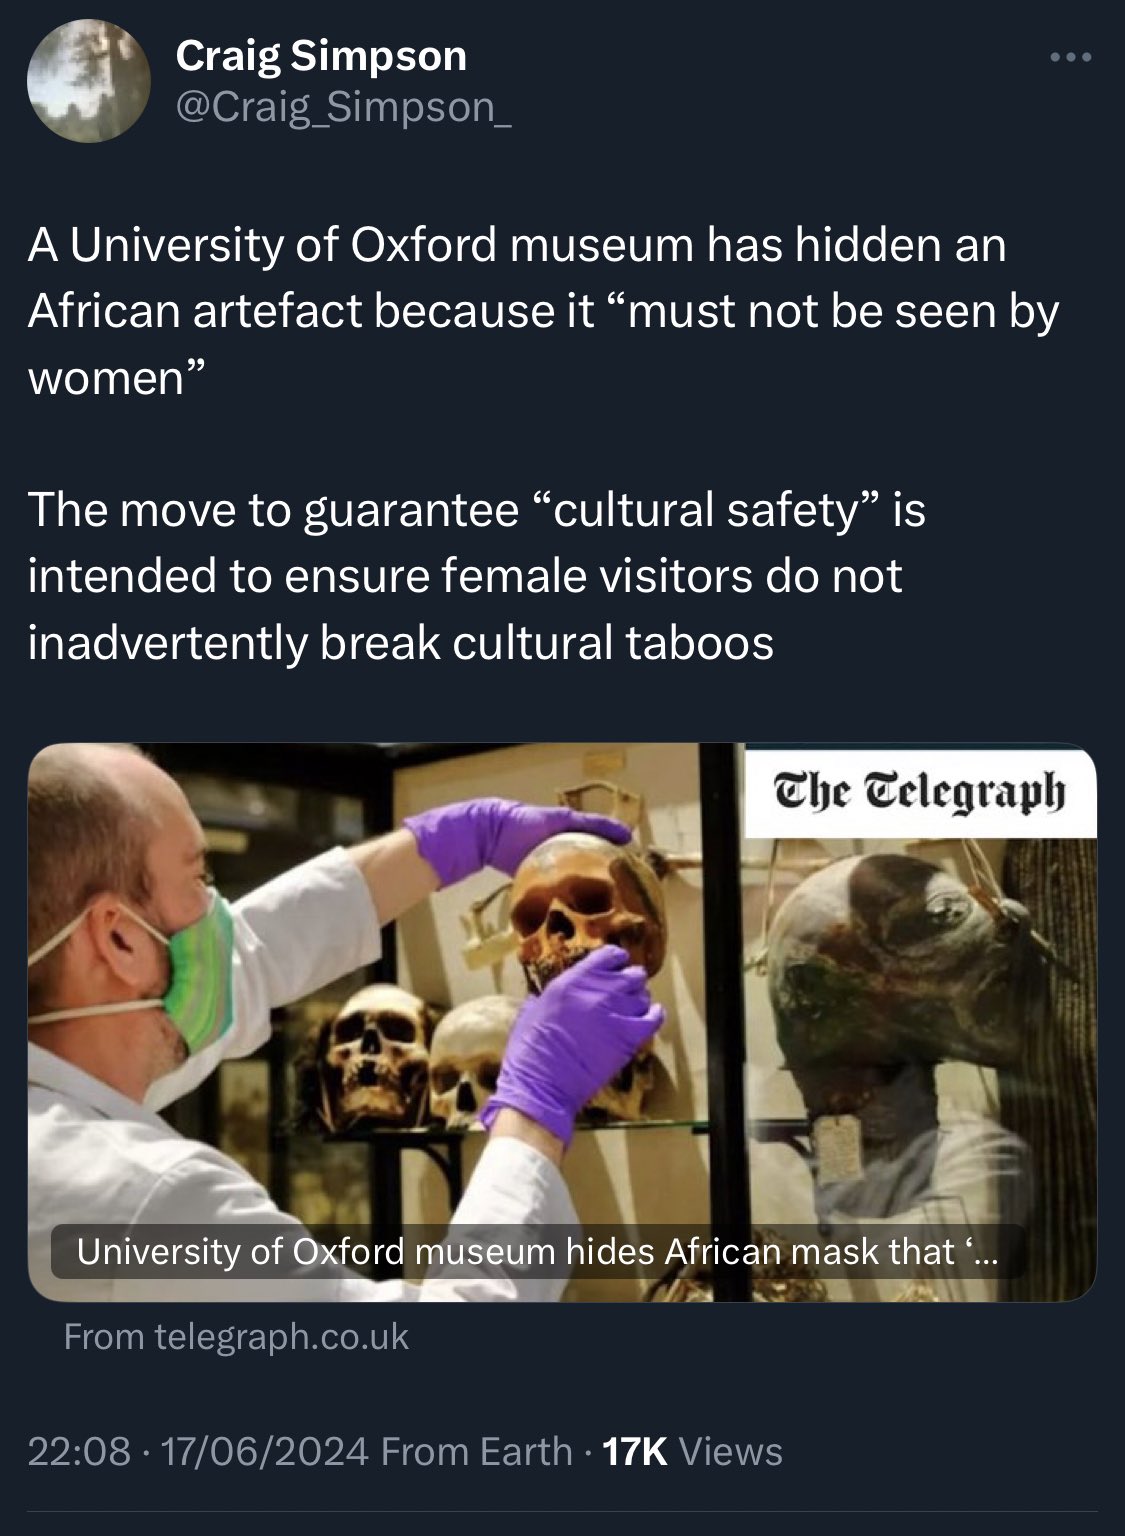 Craig Simpson
@Craig_Simpson_
A University of Oxford museum has hidden an
African artefact because it “must not be seen by
women”
The move to guarantee “cultural safety” is
intended to ensure female visitors do not
inadvertently break cultural taboos
The Telegraph
University of Oxford museum hides African mask that ‘...
From telegraph.co.uk
22:08 · 17/06/2024 From Earth · 17K Views